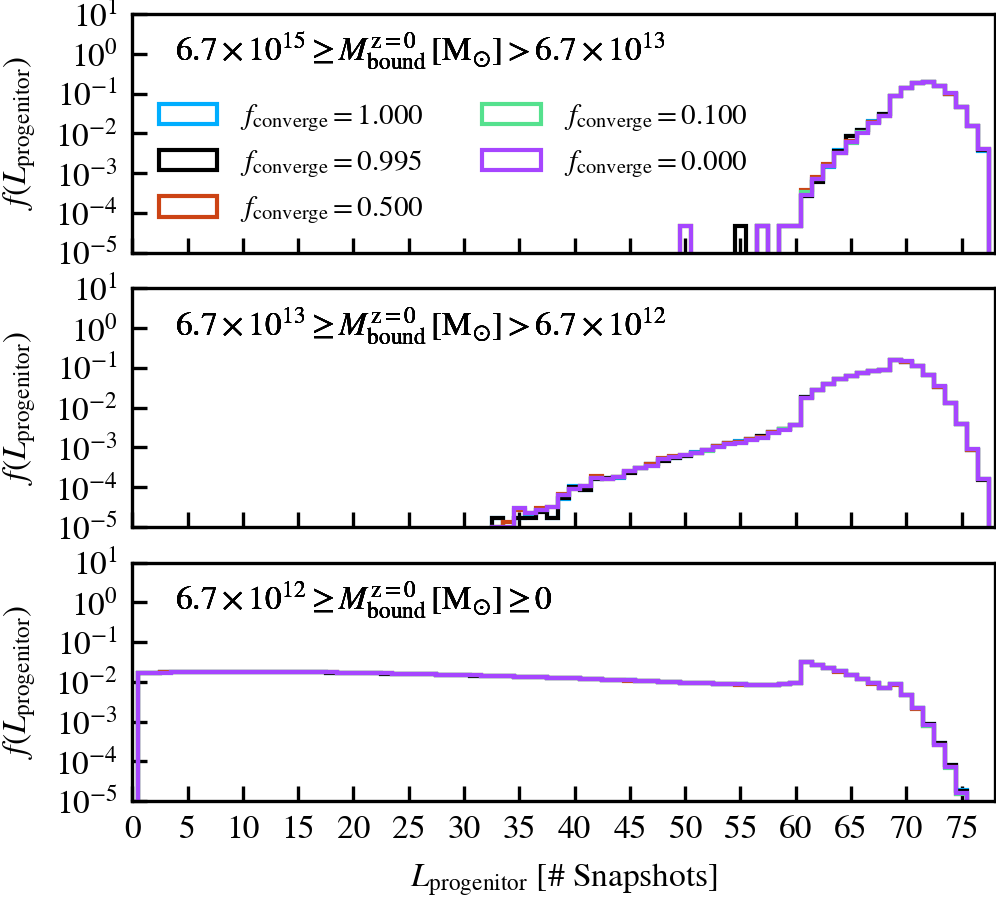 f(L_progenitor)
10^1
10^0
10^−1
10^−2
10^−3
10^−4
10^−5
6.7×10^15 ≥ M_bound^z=0 [M_⊙] > 6.7×10^13
f_converge = 1.000
f_converge = 0.995
f_converge = 0.500
f_converge = 0.100
f_converge = 0.000
f(L_progenitor)
10^1
10^0
10^−1
10^−2
10^−3
10^−4
10^−5
6.7×10^13 ≥ M_bound^z=0 [M_⊙] > 6.7×10^12
f(L_progenitor)
10^1
10^0
10^−1
10^−2
10^−3
10^−4
10^−5
6.7×10^12 ≥ M_bound^z=0 [M_⊙] ≥ 0
0 5 10 15 20 25 30 35 40 45 50 55 60 65 70 75
L_progenitor [# Snapshots]